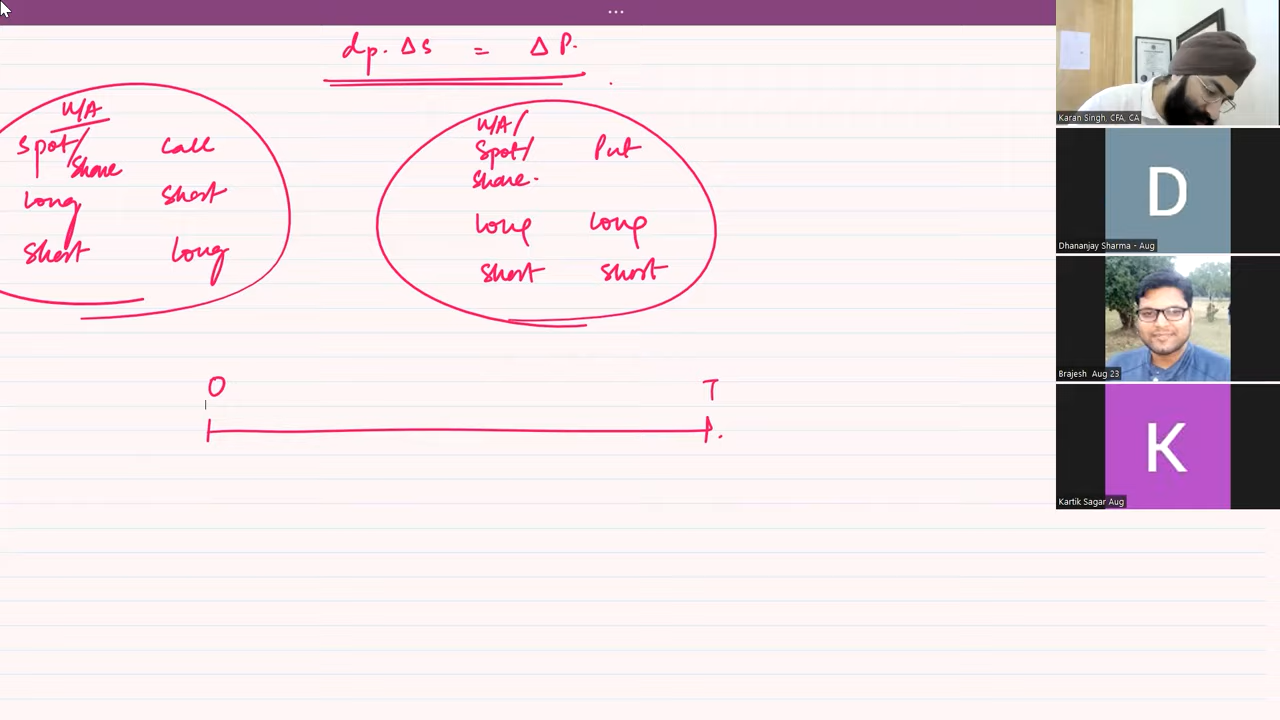 ...
dp. Δs = ΔP.
U/A
Spot/ Call
Share
Long Short
Short Long
U/A/
Spot/ Put
Share.
Long Long
Short Short
O T
Karan Singh, CFA, CA
D
Dhananjay Sharma - Aug
Brajesh Aug 23
K
Kartik Sagar Aug